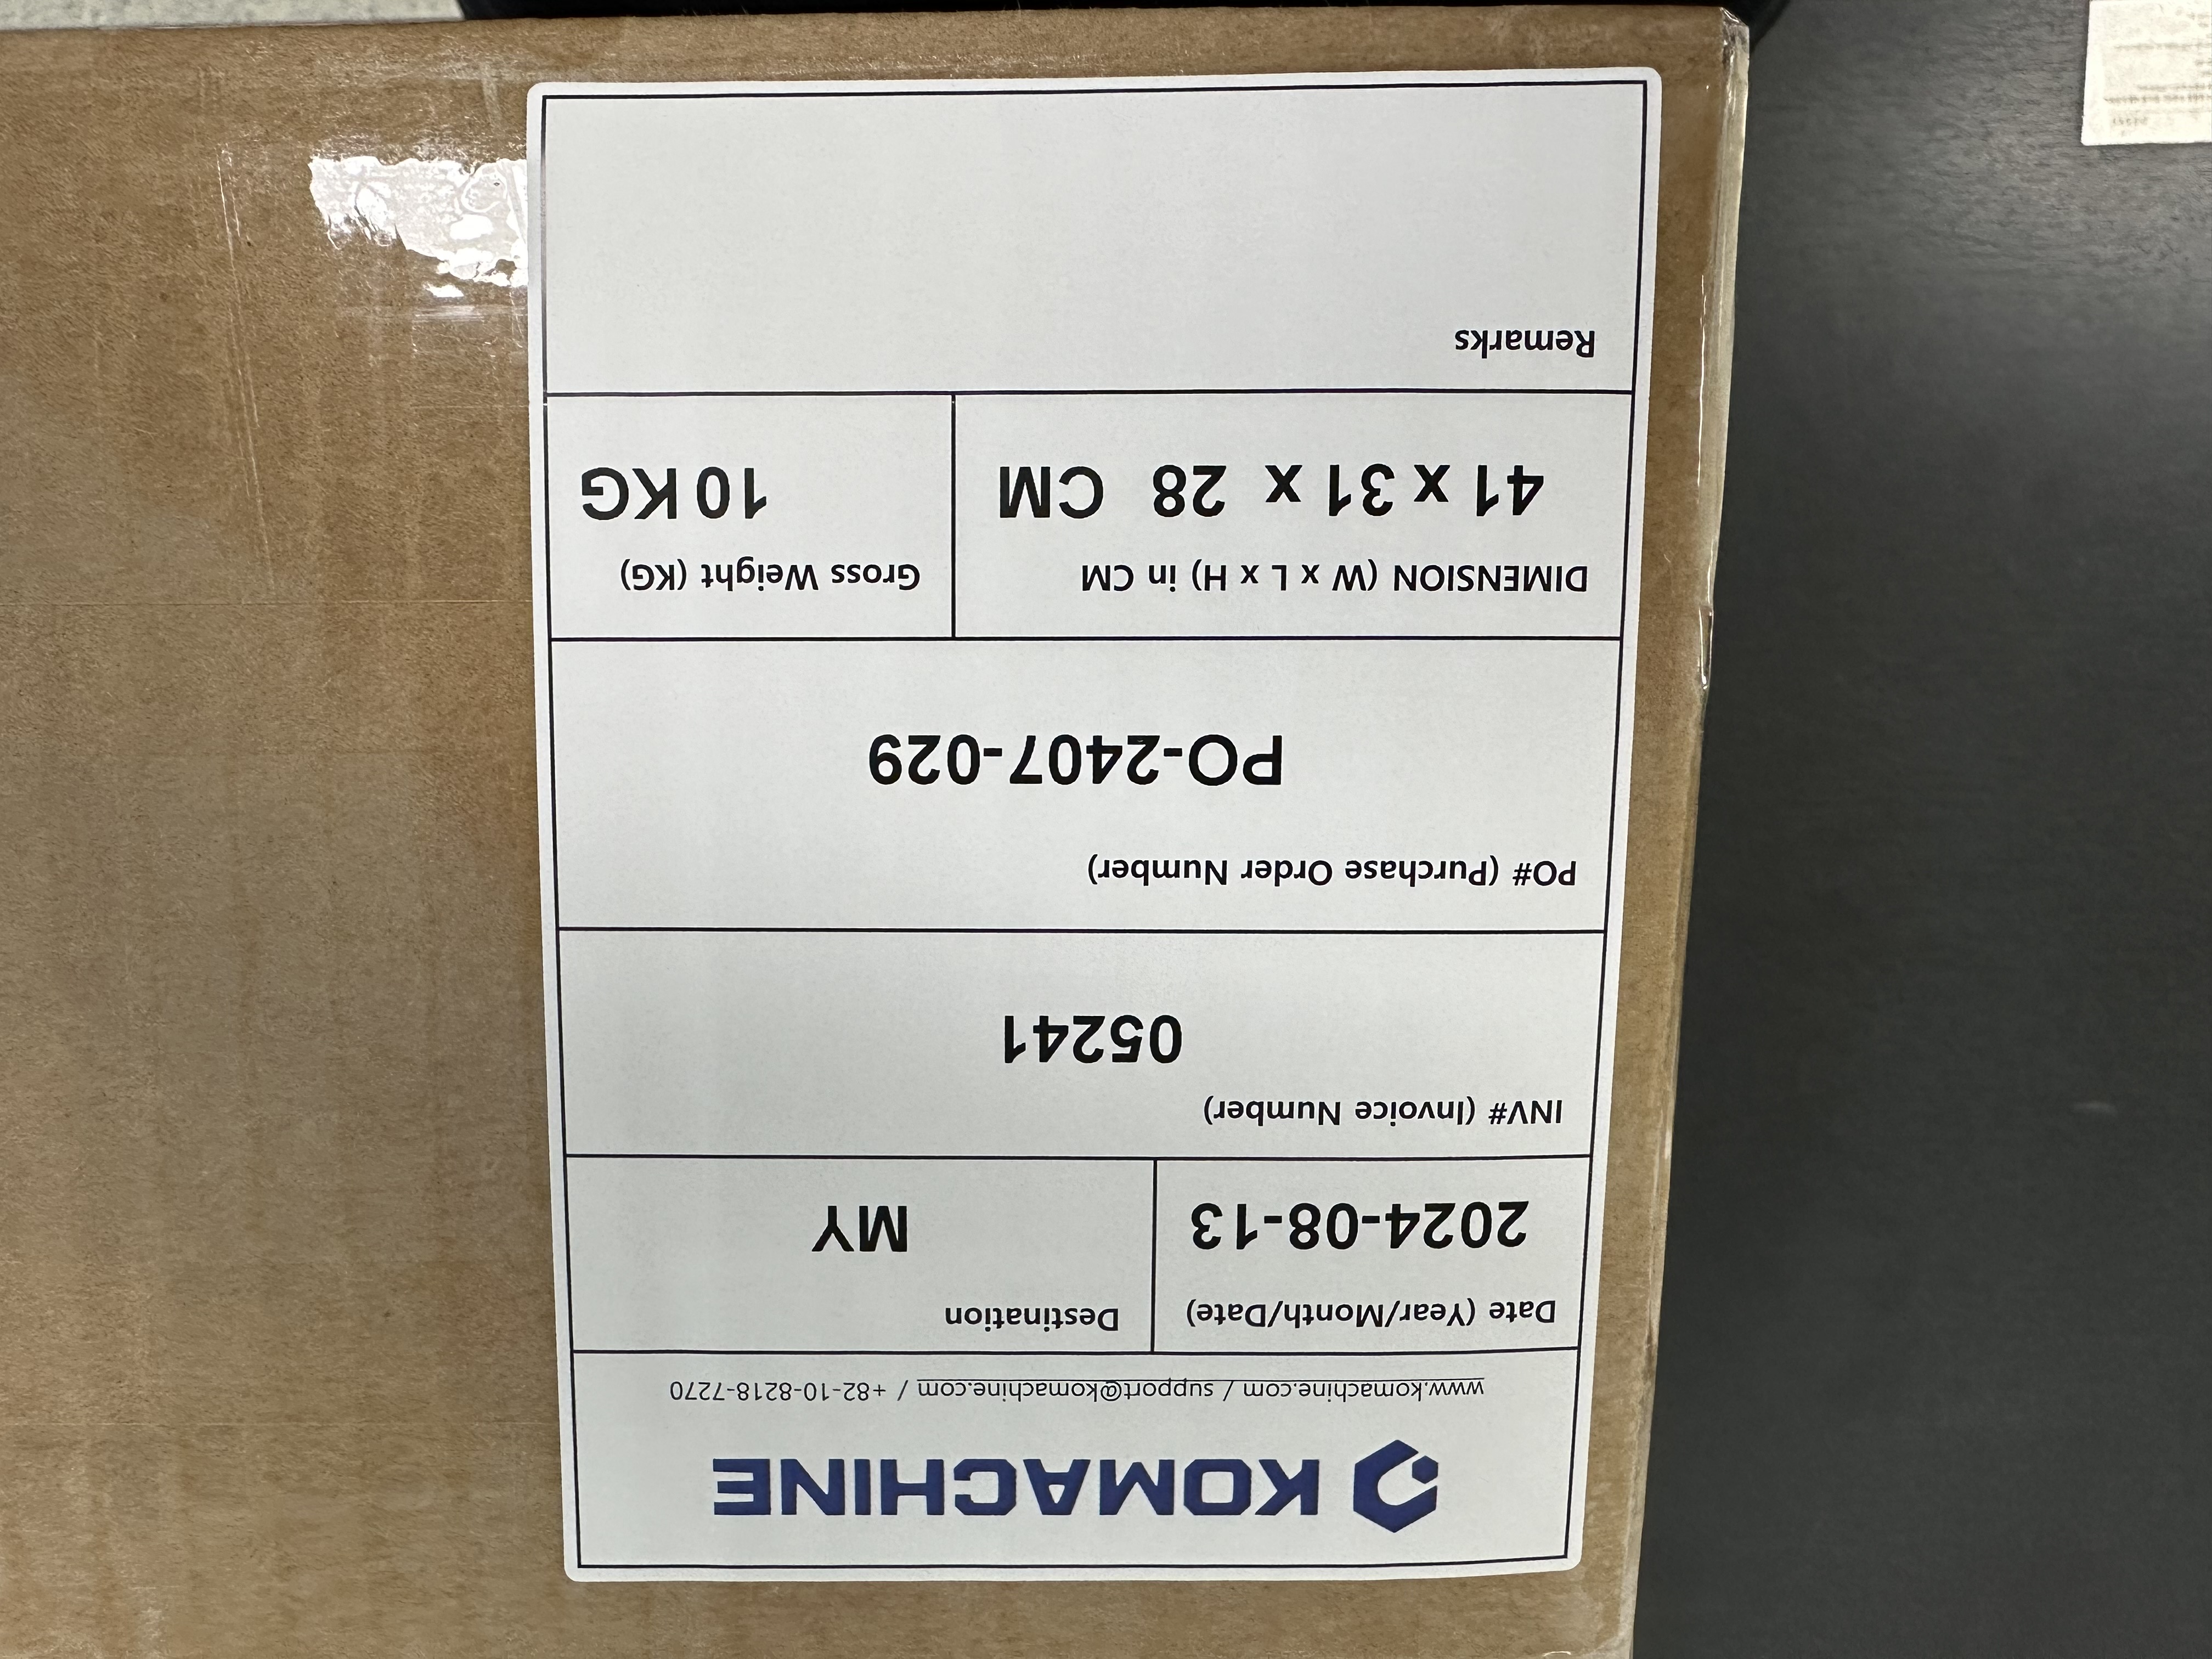 KOMACHINE
www.komachine.com / support@komachine.com / +82-10-8218-7270
Date (Year/Month/Date)
2024-08-13
Destination
MY
INV# (Invoice Number)
05241
PO# (Purchase Order Number)
PO-2407-029
DIMENSION (W x L x H) in CM
41 x 31 x 28 CM
Gross Weight (KG)
10 KG
Remarks